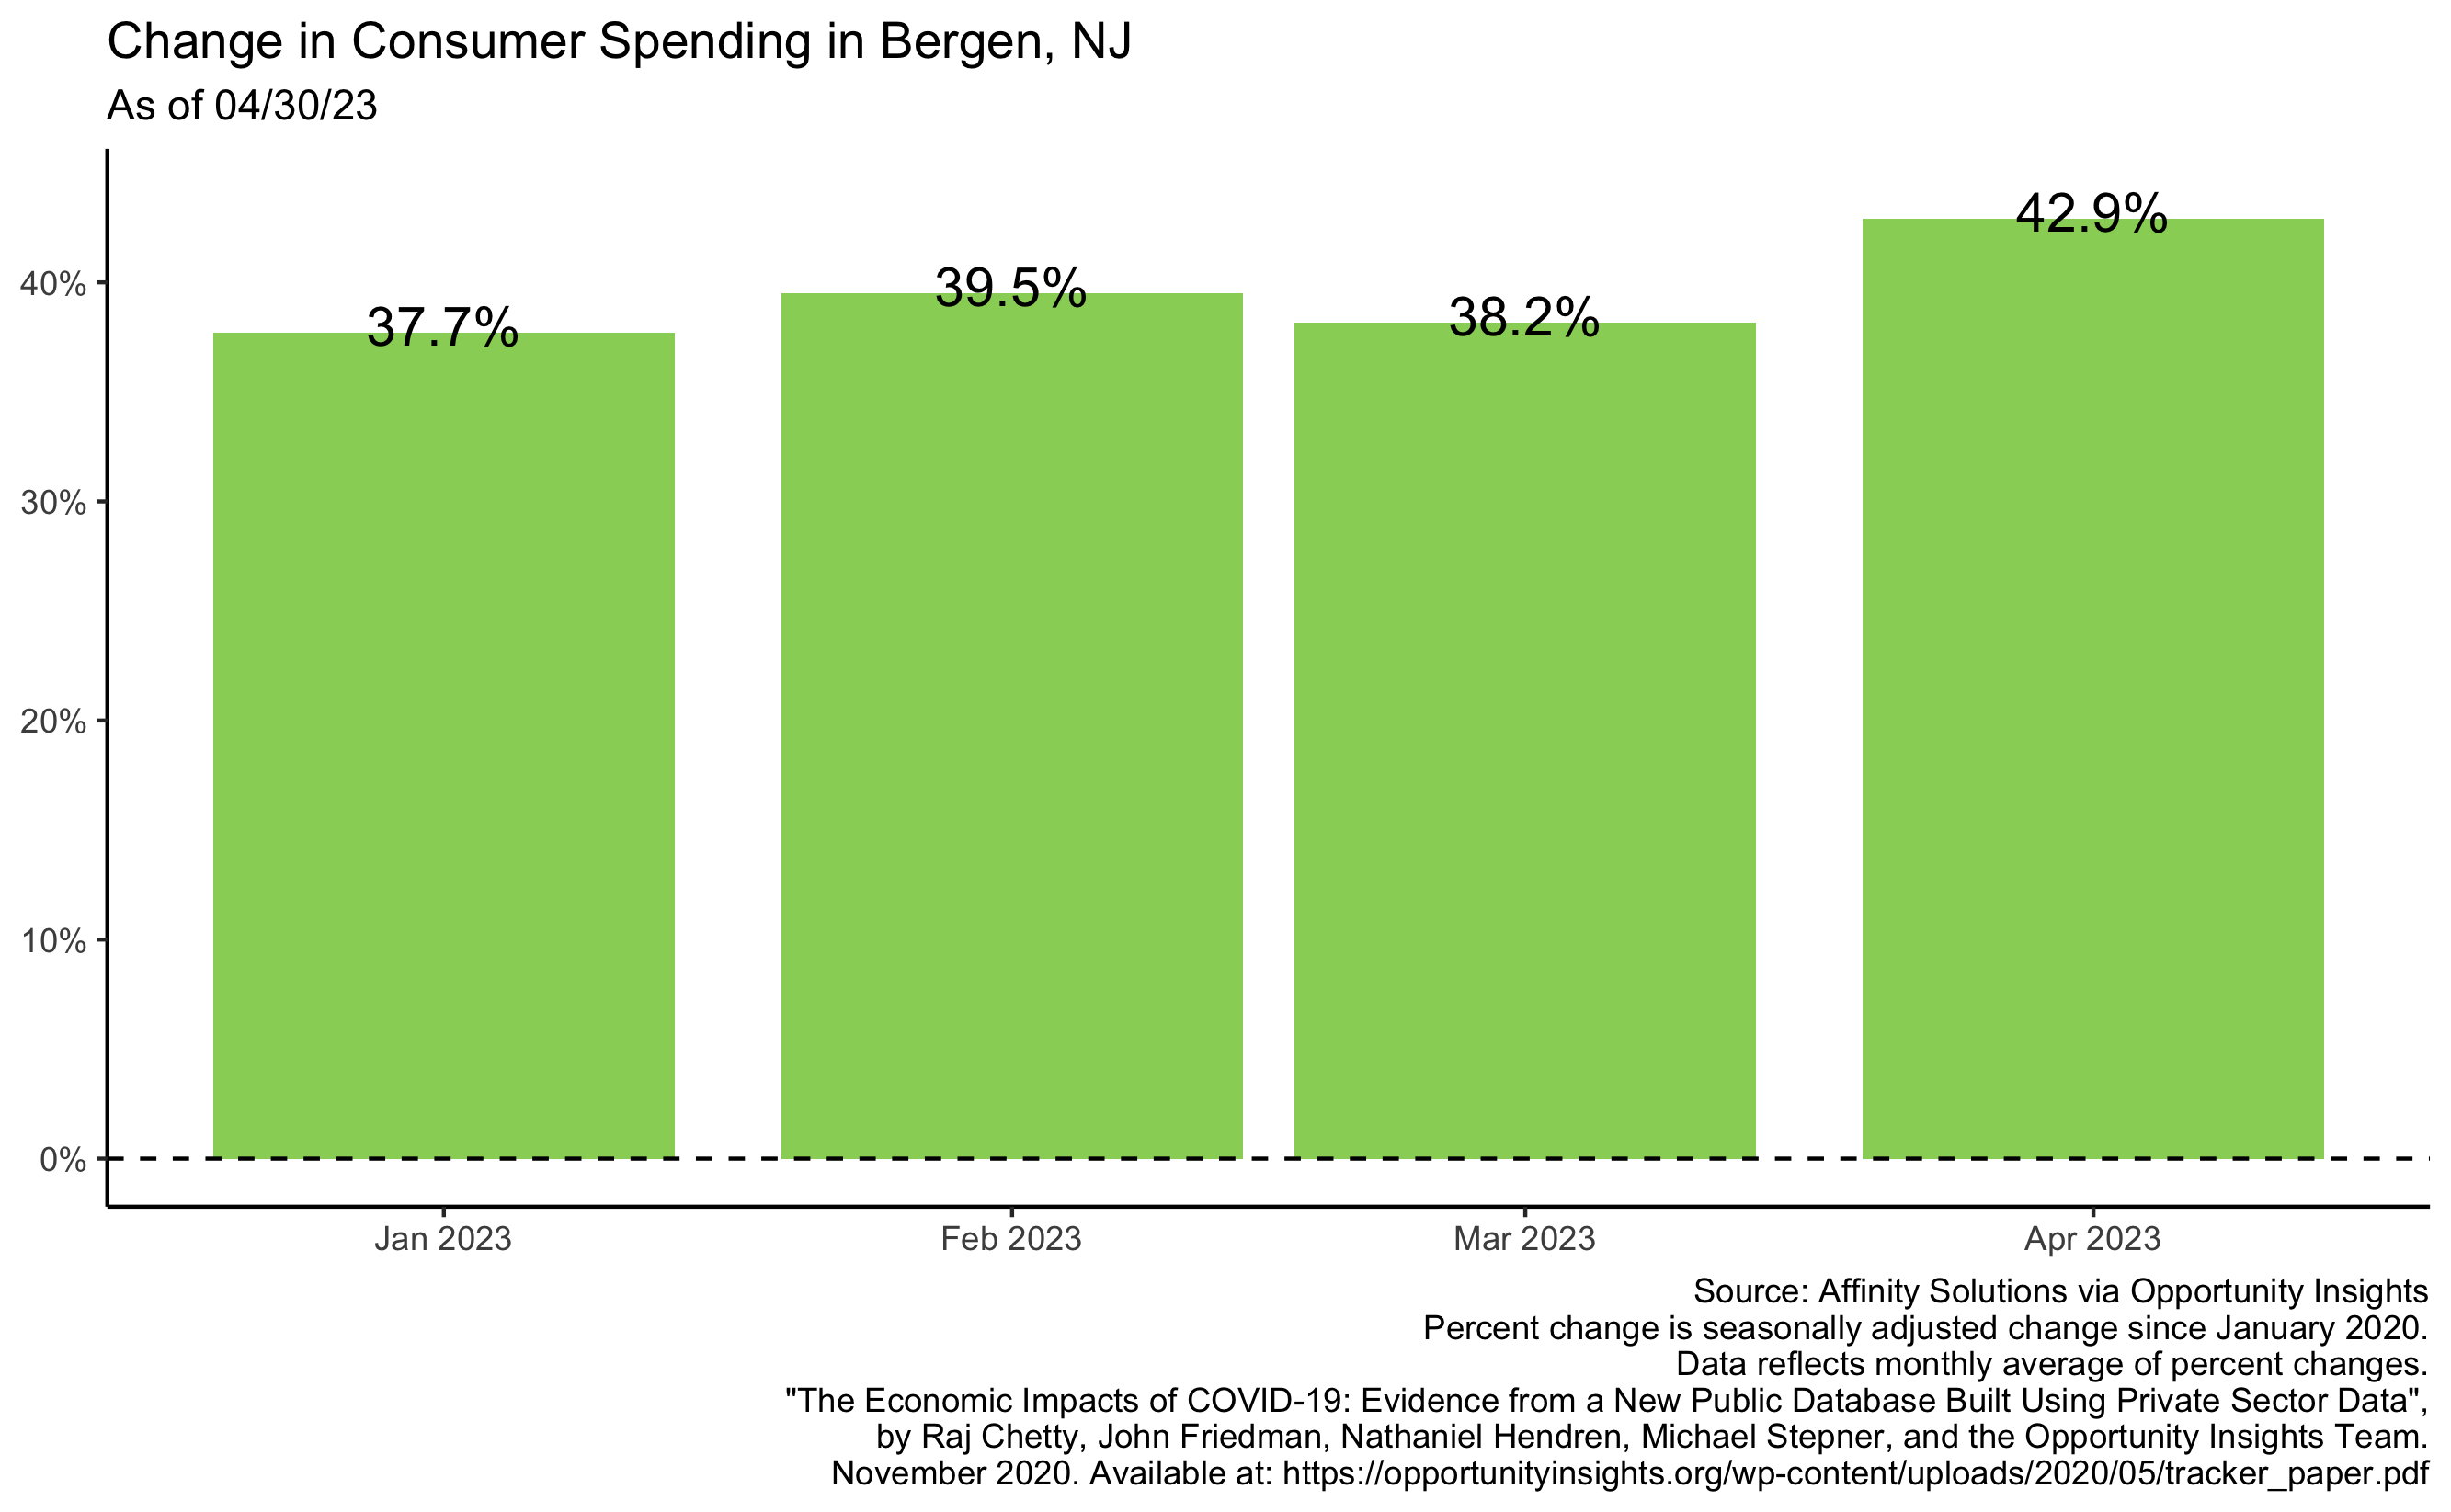 Change in Consumer Spending in Bergen, NJ
As of 04/30/23
42.9%
39.5%
38.2%
37.7%
40%
30%
20%
10%
0%
Jan 2023
Feb 2023
Mar 2023
Apr 2023
Source: Affinity Solutions via Opportunity Insights
Percent change is seasonally adjusted change since January 2020.
Data reflects monthly average of percent changes.
"The Economic Impacts of COVID-19: Evidence from a New Public Database Built Using Private Sector Data",
by Raj Chetty, John Friedman, Nathaniel Hendren, Michael Stepner, and the Opportunity Insights Team.
November 2020. Available at: https://opportunityinsights.org/wp-content/uploads/2020/05/tracker_paper.pdf